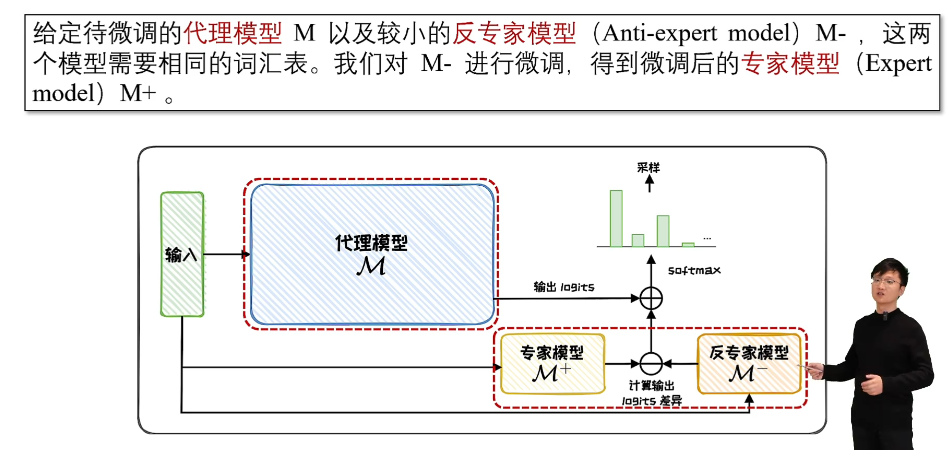 给定待微调的代理模型 M 以及较小的反专家模型（Anti-expert model）M- ，这两
个模型需要相同的词汇表。我们对 M- 进行微调，得到微调后的专家模型（Expert
model）M+ 。
采样
...
输入
代理模型
M
softmax
输出 logits
专家模型
M+
反专家模型
M−
计算输出
logits 差异